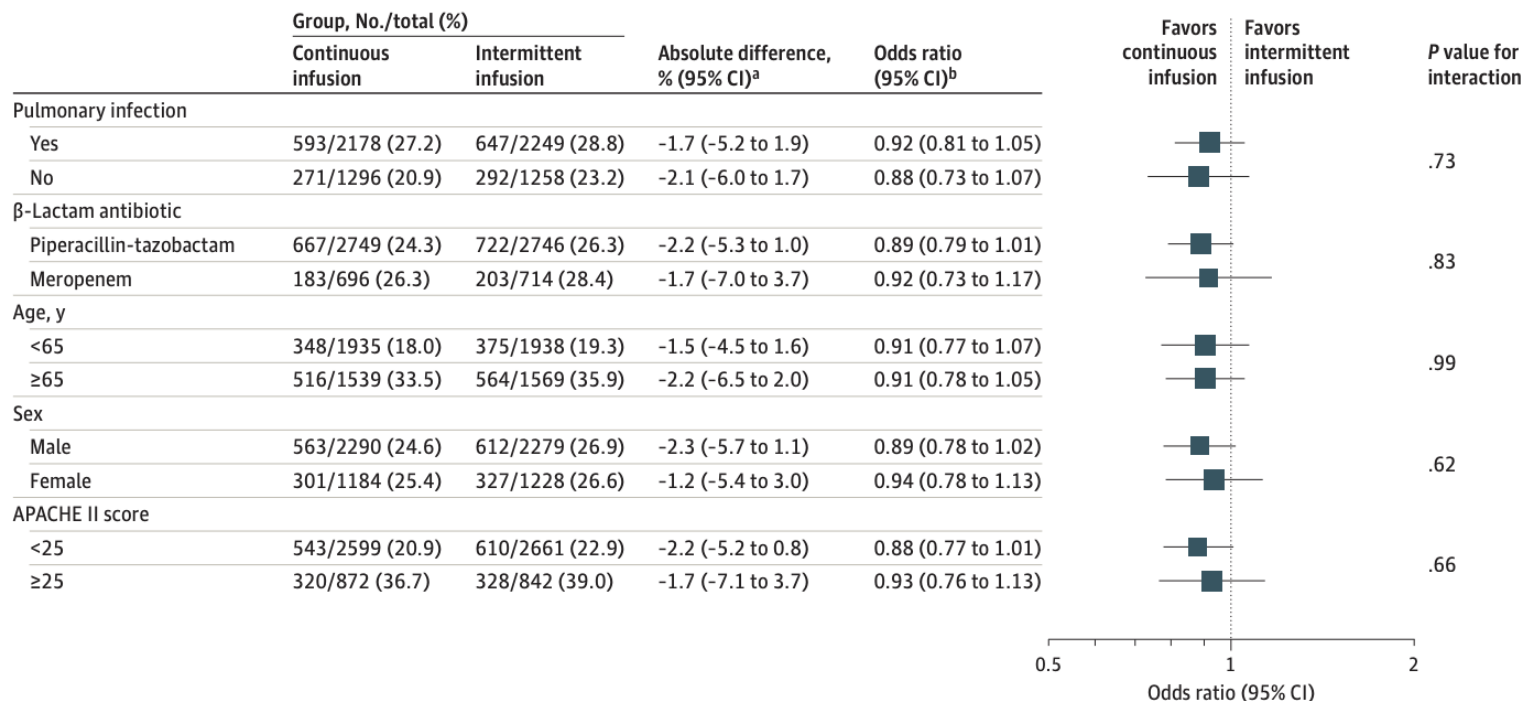 Group, No./total (%)
Continuous infusion Intermittent infusion Absolute difference, % (95% CI)a Odds ratio (95% CI)b Favors continuous infusion Favors intermittent infusion P value for interaction
Pulmonary infection
Yes 593/2178 (27.2) 647/2249 (28.8) -1.7 (-5.2 to 1.9) 0.92 (0.81 to 1.05)
.73
No 271/1296 (20.9) 292/1258 (23.2) -2.1 (-6.0 to 1.7) 0.88 (0.73 to 1.07)
β-Lactam antibiotic
Piperacillin-tazobactam 667/2749 (24.3) 722/2746 (26.3) -2.2 (-5.3 to 1.0) 0.89 (0.79 to 1.01)
.83
Meropenem 183/696 (26.3) 203/714 (28.4) -1.7 (-7.0 to 3.7) 0.92 (0.73 to 1.17)
Age, y
<65 348/1935 (18.0) 375/1938 (19.3) -1.5 (-4.5 to 1.6) 0.91 (0.77 to 1.07)
.99
≥65 516/1539 (33.5) 564/1569 (35.9) -2.2 (-6.5 to 2.0) 0.91 (0.78 to 1.05)
Sex
Male 563/2290 (24.6) 612/2279 (26.9) -2.3 (-5.7 to 1.1) 0.89 (0.78 to 1.02)
.62
Female 301/1184 (25.4) 327/1228 (26.6) -1.2 (-5.4 to 3.0) 0.94 (0.78 to 1.13)
APACHE II score
<25 543/2599 (20.9) 610/2661 (22.9) -2.2 (-5.2 to 0.8) 0.88 (0.77 to 1.01)
.66
≥25 320/872 (36.7) 328/842 (39.0) -1.7 (-7.1 to 3.7) 0.93 (0.76 to 1.13)
0.5 1 2
Odds ratio (95% CI)